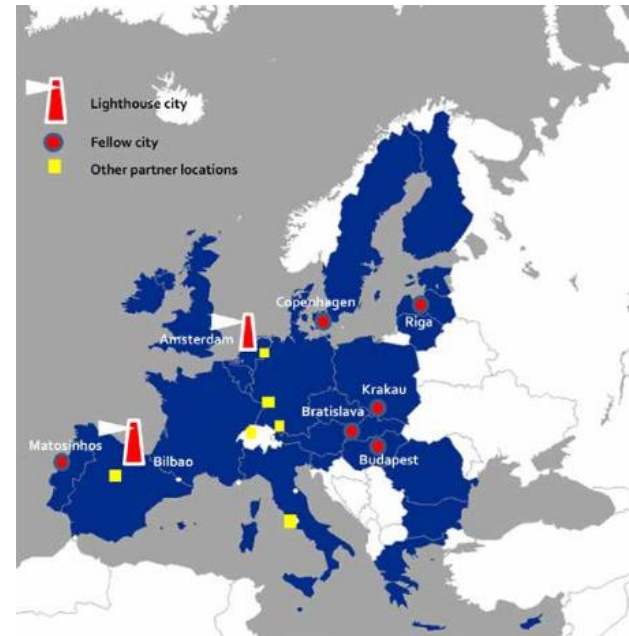 Lighthouse city
Fellow city
Other partner locations
Copenhagen
Riga
Amsterdam
Krakau
Bratislava
Budapest
Matosinhos
Bilbao